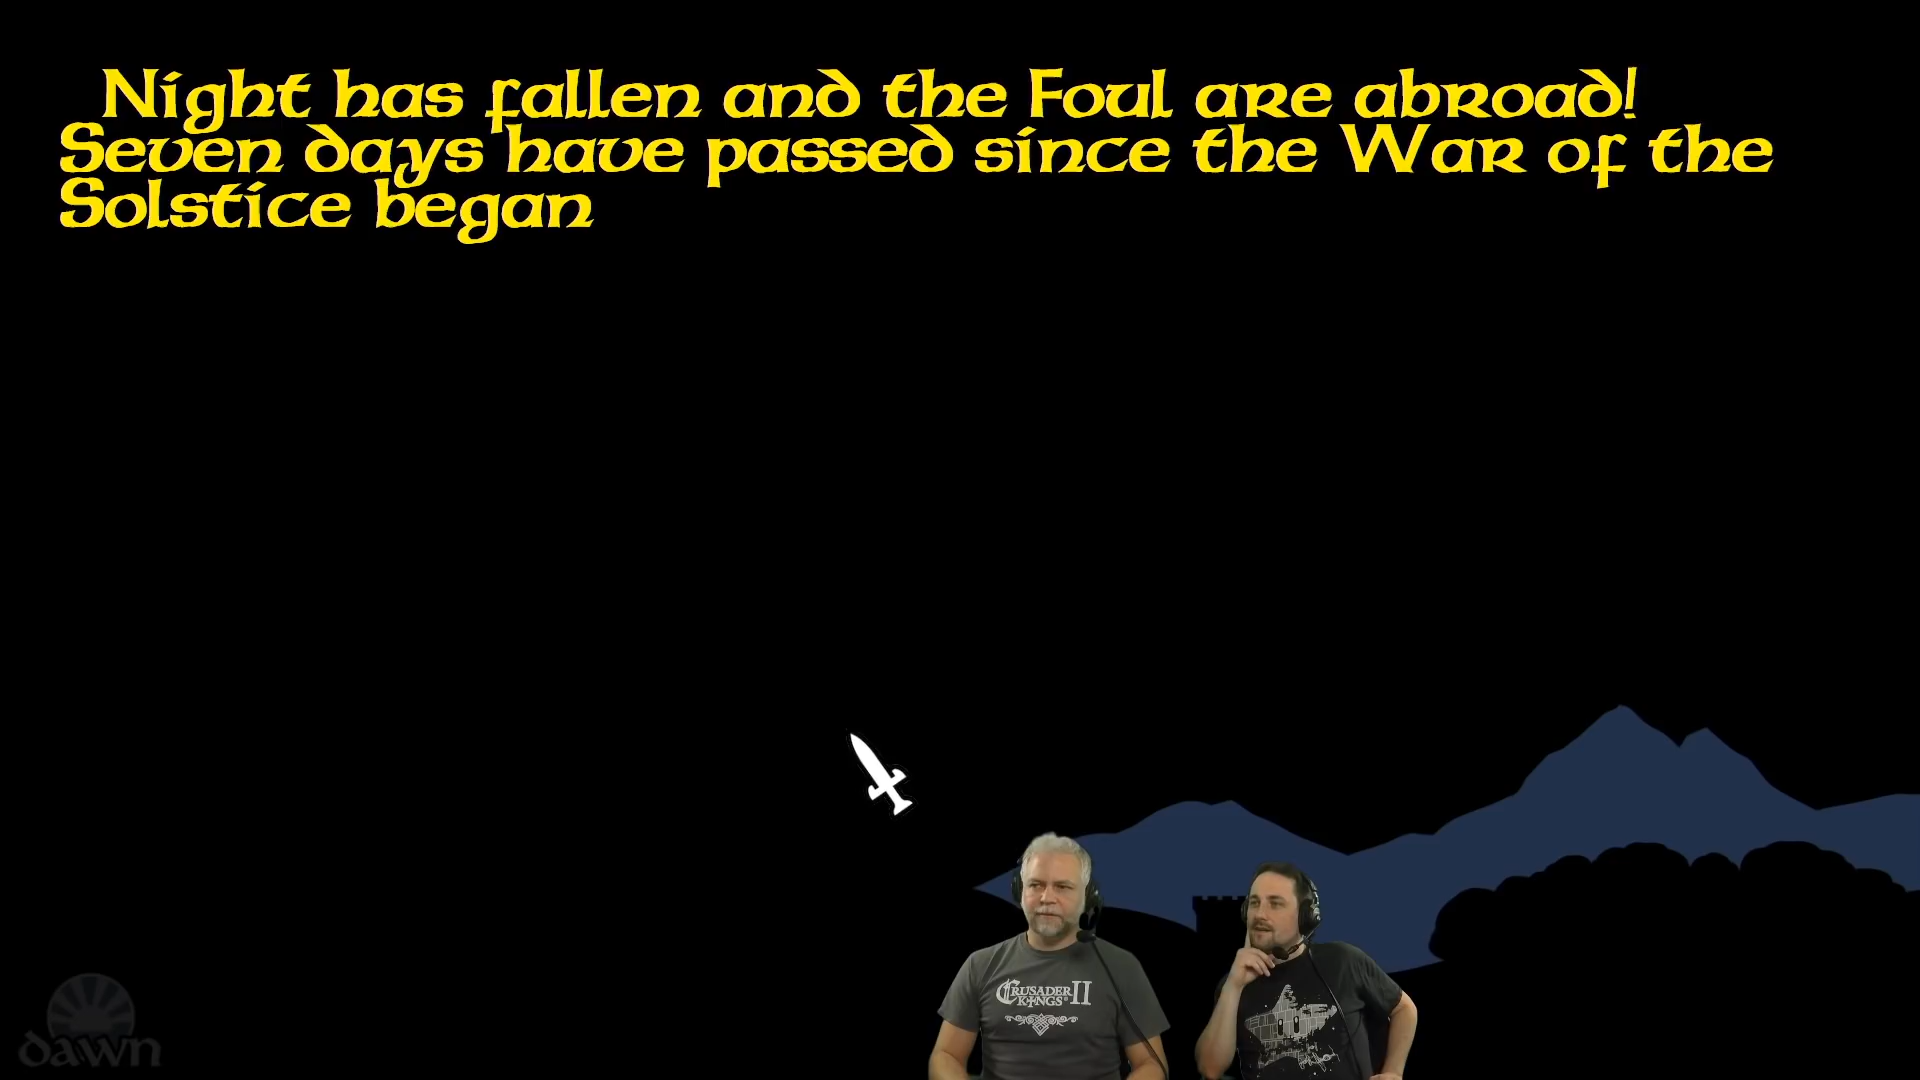 Night has fallen and the Foul are abroad!
Seven days have passed since the War of the
Solstice began
CRUSADER KINGS II
dawn